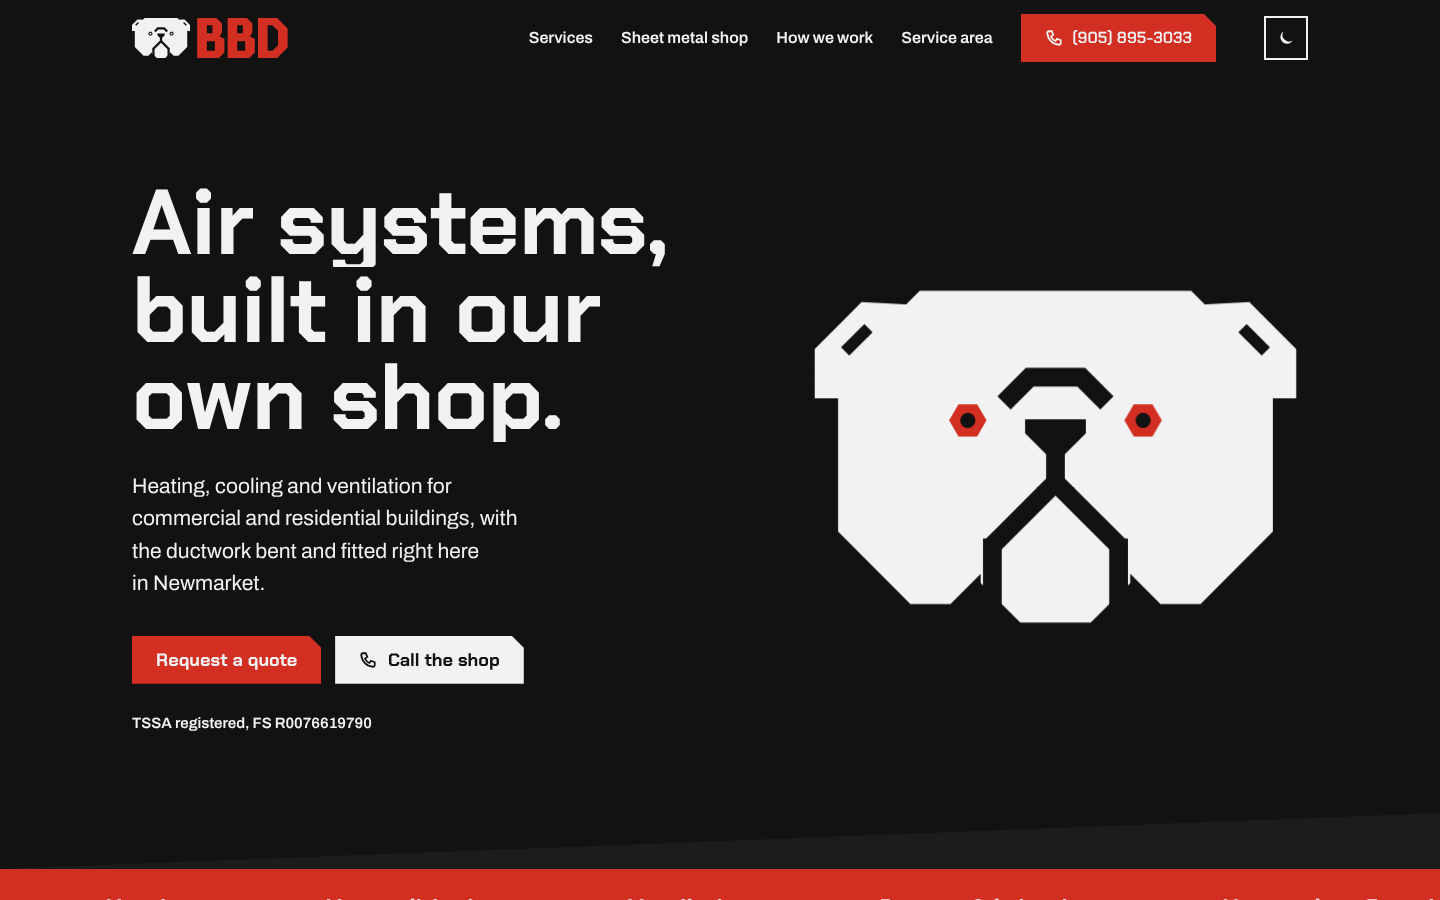 BBD
Services
Sheet metal shop
How we work
Service area
(905) 895-3033
Air systems,
built in our
own shop.
Heating, cooling and ventilation for
commercial and residential buildings, with
the ductwork bent and fitted right here
in Newmarket.
Request a quote
Call the shop
TSSA registered, FS R0076619790